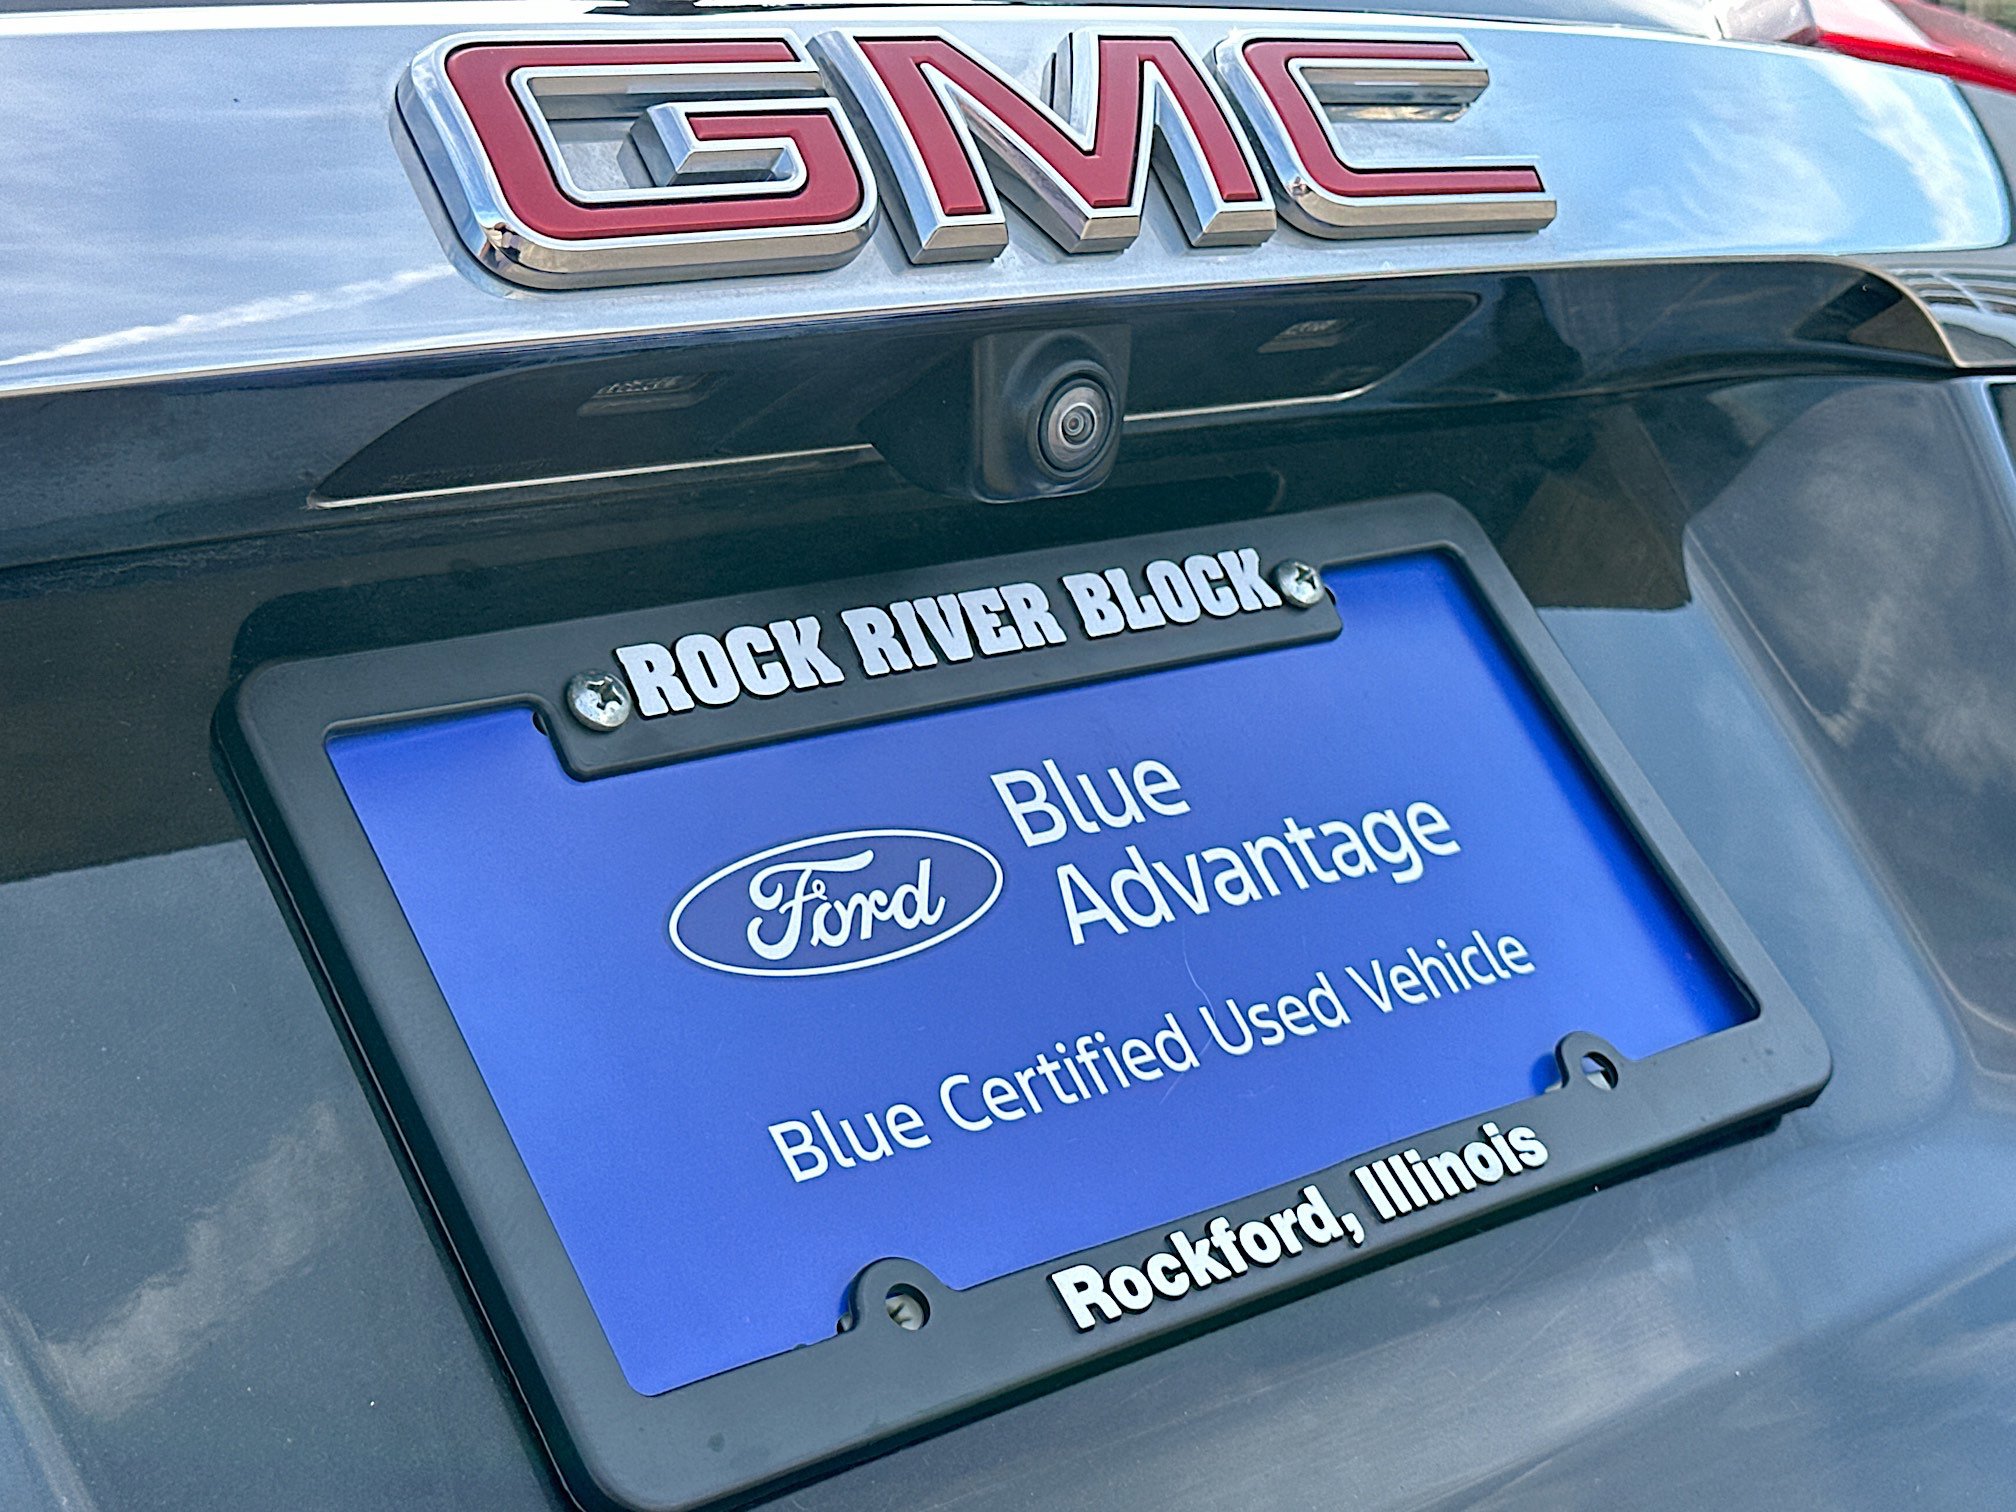 GMC
ROCK RIVER BLOCK
Ford
Blue
Advantage
Blue Certified Used Vehicle
Rockford, Illinois